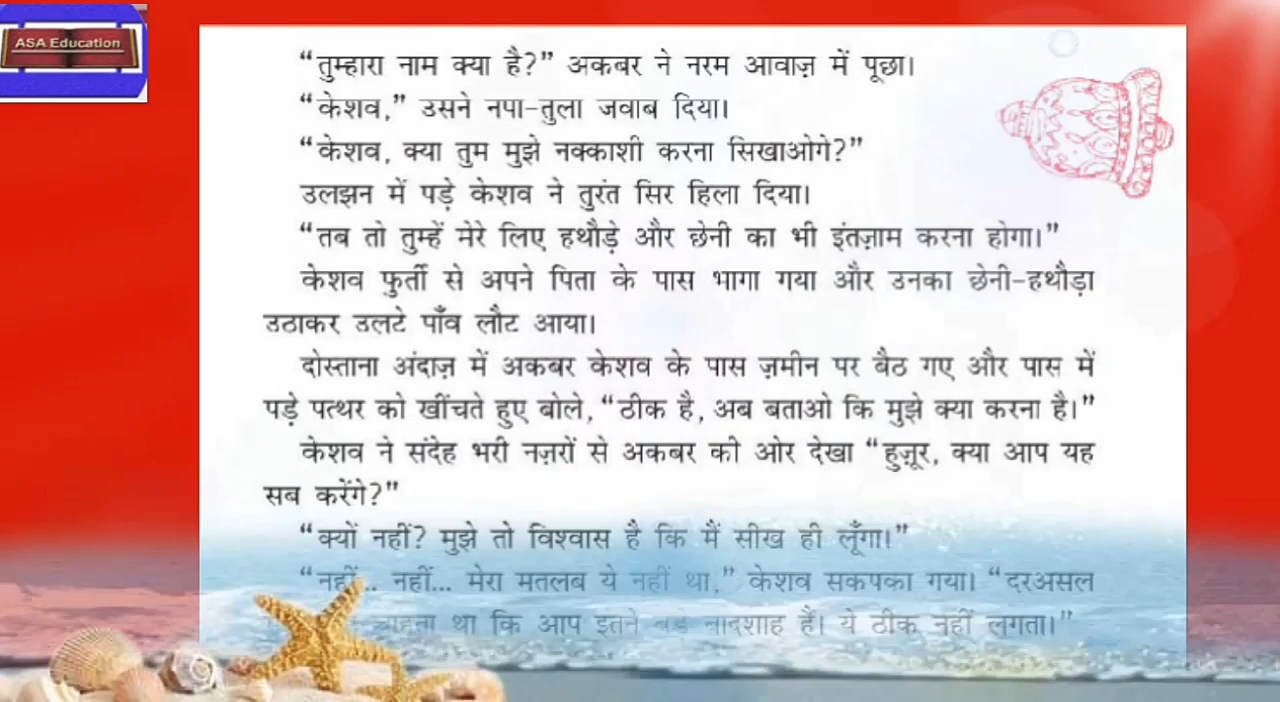 ASA Education
“तुम्हारा नाम क्या है?” अकबर ने नरम आवाज़ में पूछा।
“केशव,” उसने नपा-तुला जवाब दिया।
“केशव, क्या तुम मुझे नक्काशी करना सिखाओगे?”
उलझन में पड़े केशव ने तुरंत सिर हिला दिया।
“तब तो तुम्हें मेरे लिए हथौड़े और छेनी का भी इंतज़ाम करना होगा।”
केशव फुर्ती से अपने पिता के पास भागा गया और उनका छेनी-हथौड़ा
उठाकर उलटे पाँव लौट आया।
दोस्ताना अंदाज़ में अकबर केशव के पास ज़मीन पर बैठ गए और पास में
पड़े पत्थर को खींचते हुए बोले, “ठीक है, अब बताओ कि मुझे क्या करना है।”
केशव ने संदेह भरी नज़रों से अकबर की ओर देखा “हुज़ूर, क्या आप यह
सब करेंगे?”
“क्यों नहीं? मुझे तो विश्वास है कि मैं सीख ही लूँगा।”
“नहीं... नहीं... मेरा मतलब ये नहीं था,” केशव सकपका गया। “दरअसल
था कि आप इतने बड़े बादशाह हैं। ये ठीक नहीं लगता।”